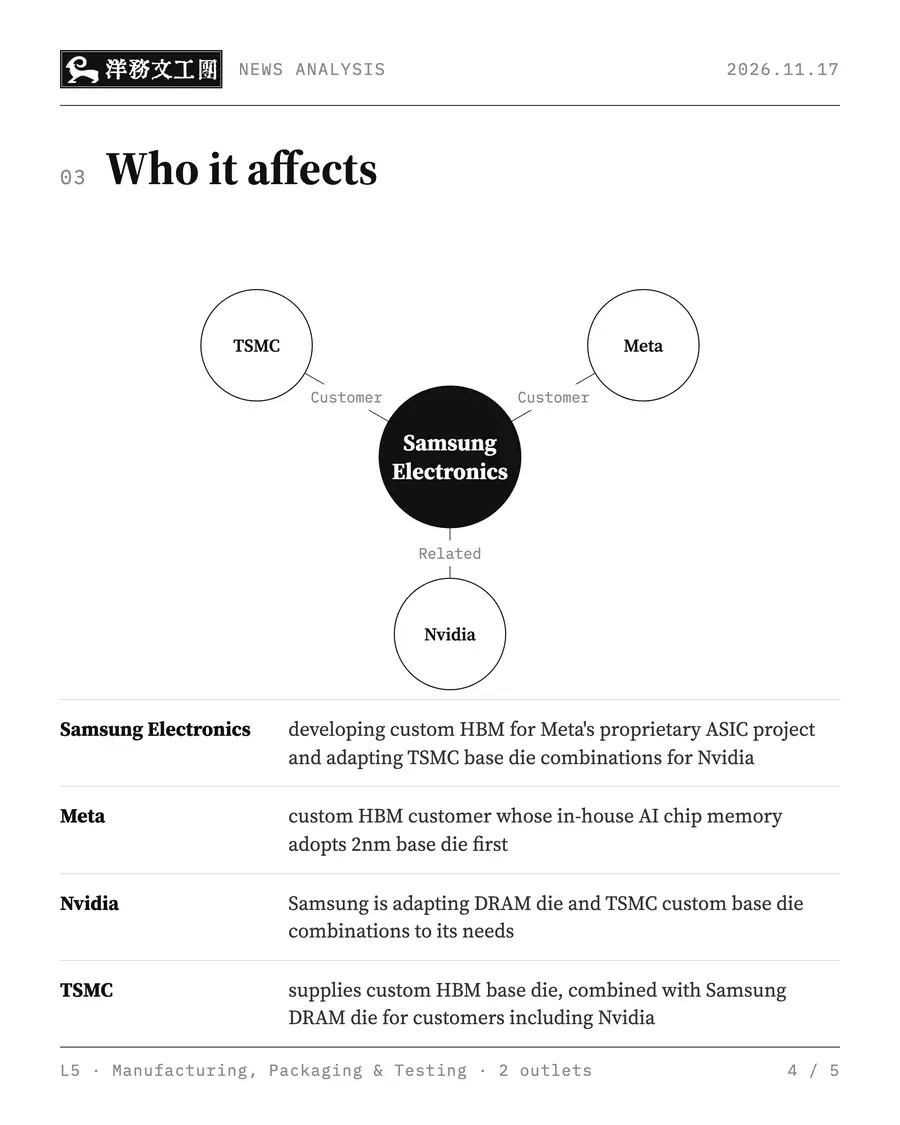 洋務文工團 NEWS ANALYSIS 2026.11.17
03 Who it affects
TSMC
Meta
Customer
Customer
Samsung
Electronics
Related
Nvidia
Samsung Electronics developing custom HBM for Meta's proprietary ASIC project
and adapting TSMC base die combinations for Nvidia
Meta custom HBM customer whose in-house AI chip memory
adopts 2nm base die first
Nvidia Samsung is adapting DRAM die and TSMC custom base die
combinations to its needs
TSMC supplies custom HBM base die, combined with Samsung
DRAM die for customers including Nvidia
L5 · Manufacturing, Packaging & Testing · 2 outlets 4 / 5